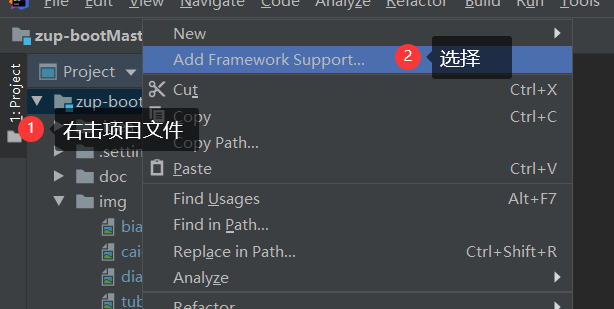 File Edit View Navigate Code Analyze Refactor Build Run Tools
zup-bootMast
New
Add Framework Support...
2 选择
1: Project
Project
Cut Ctrl+X
zup-boot
Copy Ctrl+C
1 右击项目文件
.settin
Copy Path...
doc
Paste Ctrl+V
img
Find Usages Alt+F7
bia
Find in Path...
cai
Replace in Path... Ctrl+Shift+R
dia
Analyze
tub
Refactor